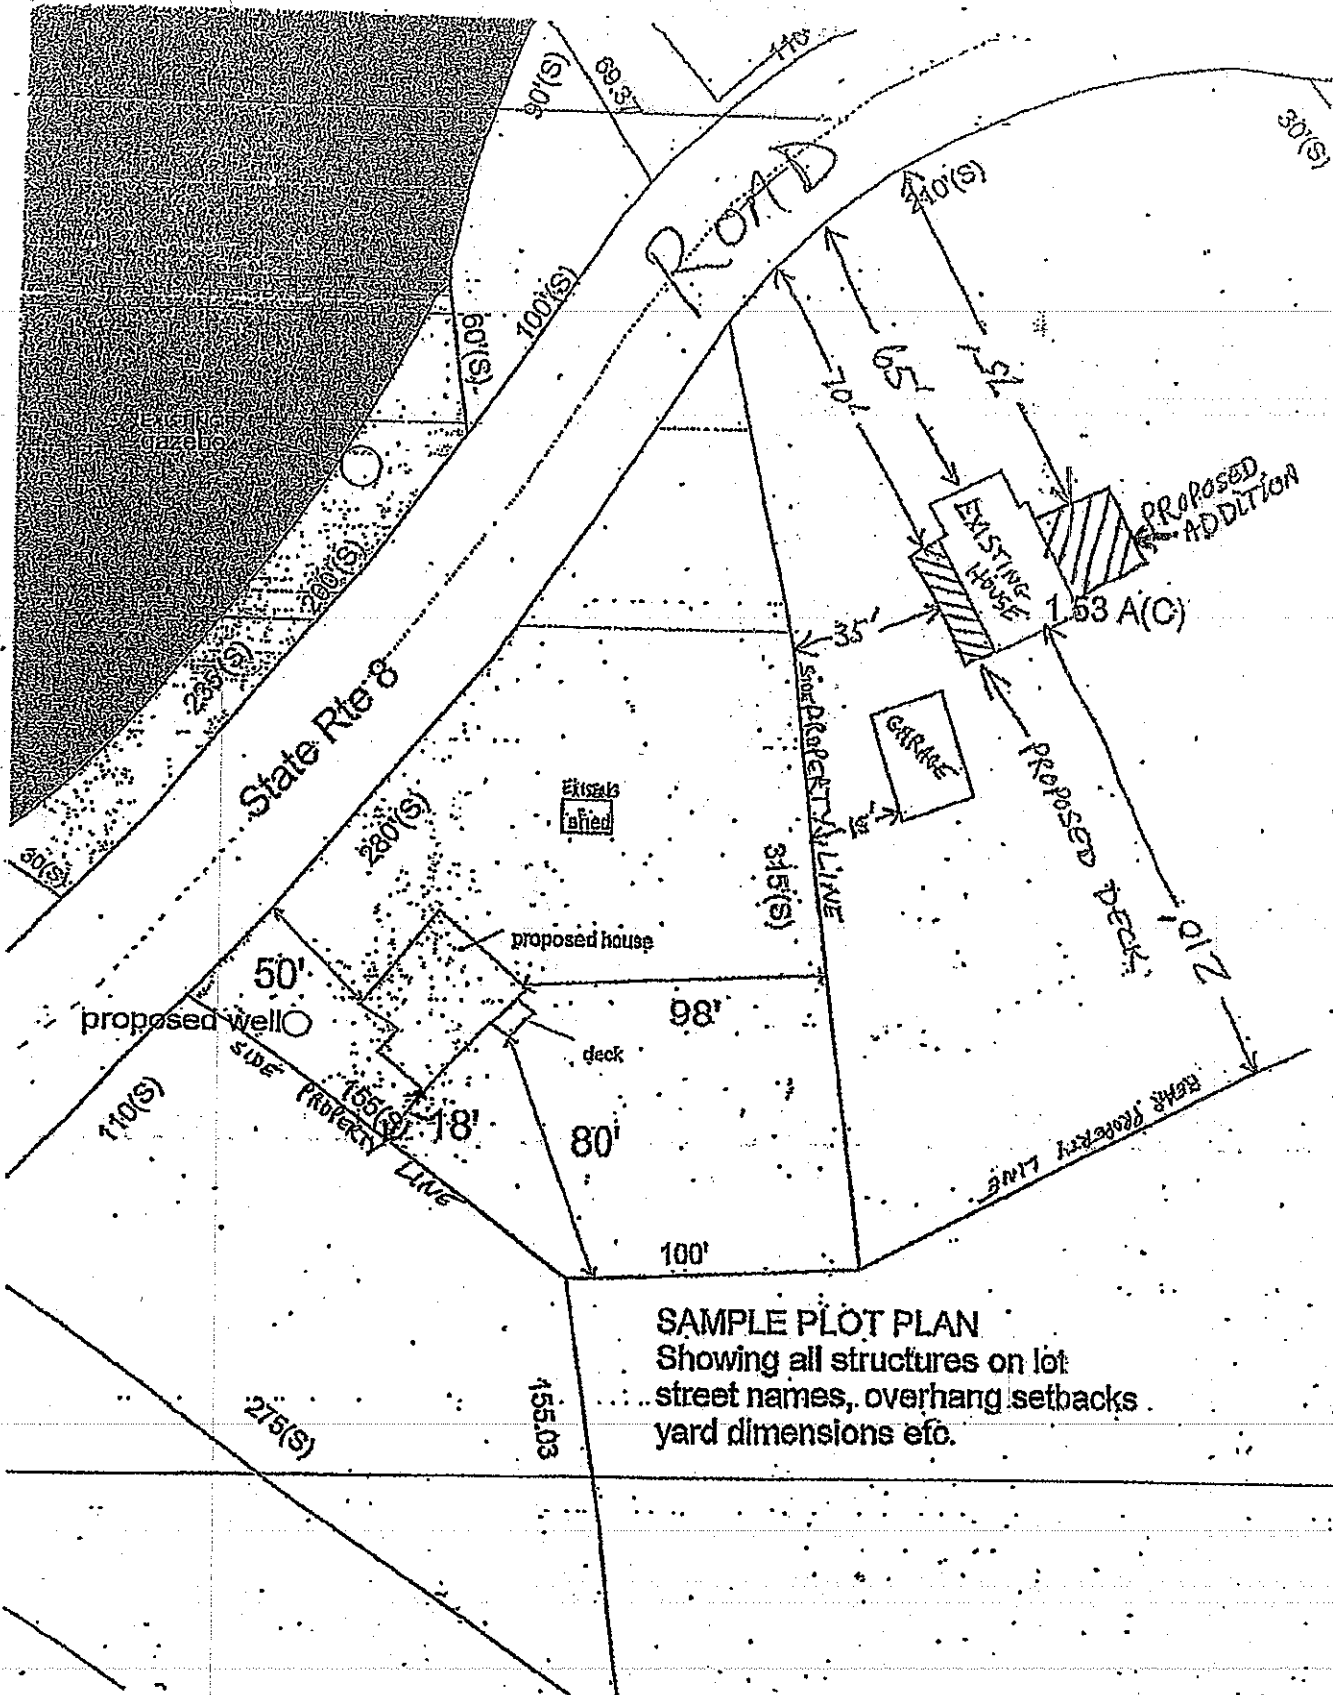 110'
90'(S)
69.3'
30'(S)
ROAD
210'(S)
100'(S)
60'(S)
70'
65'
75'
gazebo
PROPOSED
ADDITION
EXISTING
HOUSE
1.53 A(C)
200'(S)
35'
235'(S)
State Rte 8
SIDE PROPERTY LINE
GARAGE
shed
280'(S)
PROPOSED DECK
60'(S)
315'(S)
210'
proposed house
50'
98'
proposed well
deck
SIDE
PROPERTY
LINE
155'(S)
18'
80'
110'(S)
REAR PROPERTY LINE
100'
SAMPLE PLOT PLAN
Showing all structures on lot
street names, overhang setbacks
yard dimensions etc.
155.03
275'(S)